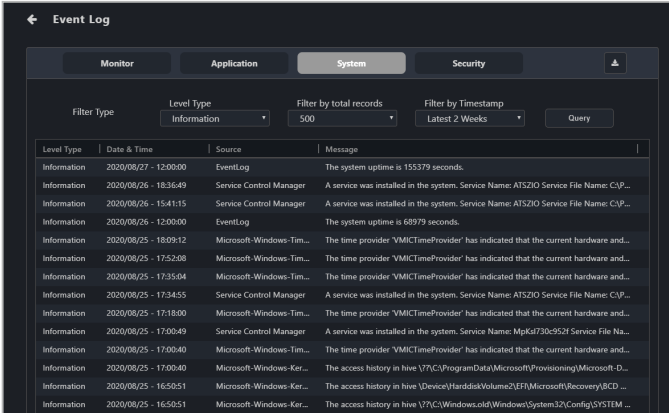 Event Log
Monitor Application System Security
Level Type Filter by total records Filter by Timestamp
Filter Type Information 500 Latest 2 Weeks Query
Level Type Date & Time Source Message
Information 2020/08/27 - 12:00:00 EventLog The system uptime is 155379 seconds.
Information 2020/08/26 - 18:36:49 Service Control Manager A service was installed in the system. Service Name: ATSZIO Service File Name: C:\P...
Information 2020/08/26 - 15:41:15 Service Control Manager A service was installed in the system. Service Name: ATSZIO Service File Name: C:\P...
Information 2020/08/26 - 12:00:00 EventLog The system uptime is 68979 seconds.
Information 2020/08/25 - 18:09:12 Microsoft-Windows-Tim... The time provider 'VMICTimeProvider' has indicated that the current hardware and...
Information 2020/08/25 - 17:52:08 Microsoft-Windows-Tim... The time provider 'VMICTimeProvider' has indicated that the current hardware and...
Information 2020/08/25 - 17:35:04 Microsoft-Windows-Tim... The time provider 'VMICTimeProvider' has indicated that the current hardware and...
Information 2020/08/25 - 17:34:55 Service Control Manager A service was installed in the system. Service Name: ATSZIO Service File Name: C:\P...
Information 2020/08/25 - 17:18:00 Microsoft-Windows-Tim... The time provider 'VMICTimeProvider' has indicated that the current hardware and...
Information 2020/08/25 - 17:00:49 Service Control Manager A service was installed in the system. Service Name: MpKsl730c952f Service File Na...
Information 2020/08/25 - 17:00:40 Microsoft-Windows-Tim... The time provider 'VMICTimeProvider' has indicated that the current hardware and...
Information 2020/08/25 - 17:00:40 Microsoft-Windows-Ker... The access history in hive \??\C:\ProgramData\Microsoft\Provisioning\Microsoft-D...
Information 2020/08/25 - 16:50:51 Microsoft-Windows-Ker... The access history in hive \Device\HarddiskVolume2\EFI\Microsoft\Recovery\BCD ...
Information 2020/08/25 - 16:50:51 Microsoft-Windows-Ker... The access history in hive \??\C:\Windows.old\Windows\System32\Config\SYSTEM ...